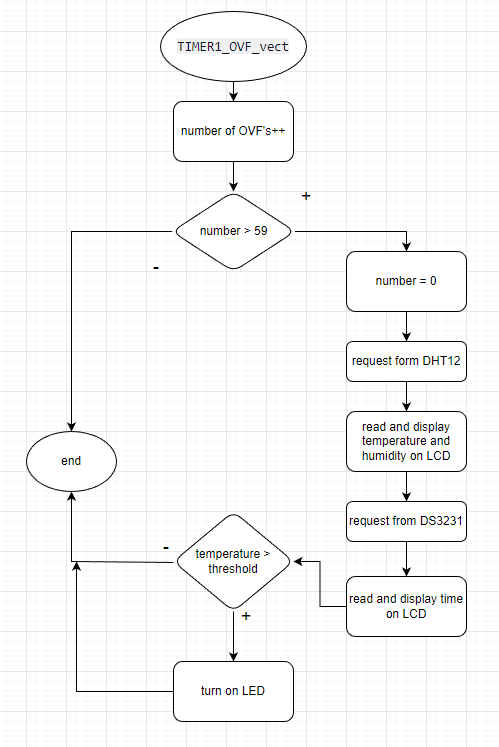 TIMER1_OVF_vect
number of OVF's++
number > 59
+
-
number = 0
request form DHT12
read and display
temperature and
humidity on LCD
end
request from DS3231
-
temperature >
threshold
read and display time
on LCD
+
turn on LED